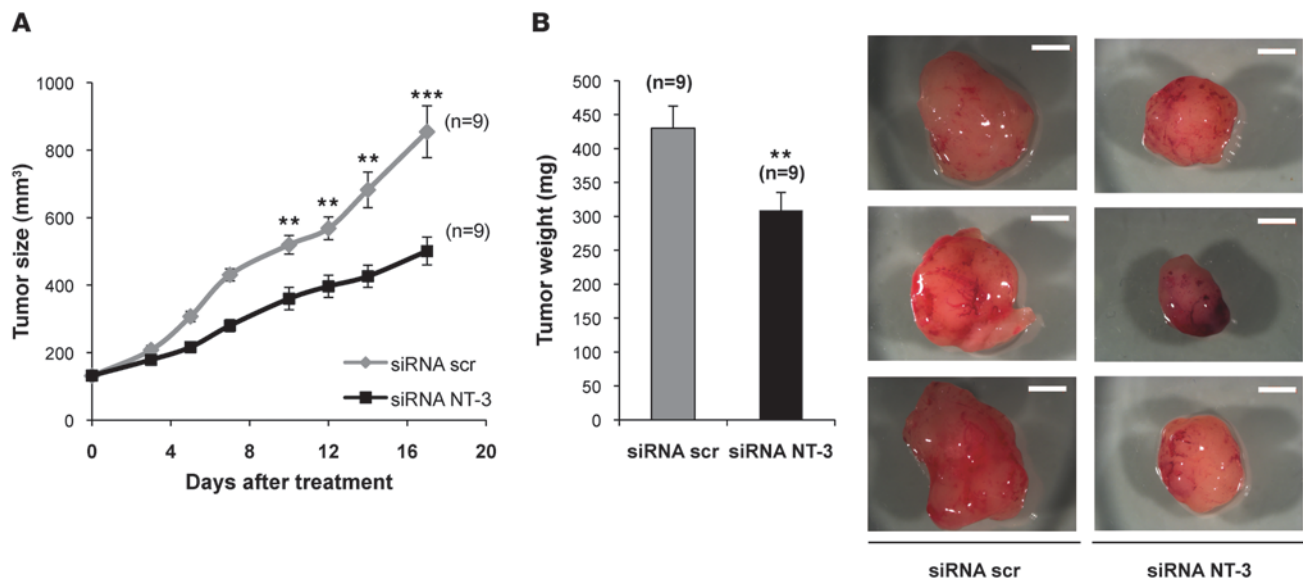 A
B
Tumor size (mm³)
1000
800
600
400
200
0
0
4
8
12
16
20
Days after treatment
**
**
**
***
(n=9)
(n=9)
siRNA scr
siRNA NT-3
Tumor weight (mg)
500
450
400
350
300
250
200
150
100
50
0
(n=9)
**
(n=9)
siRNA scr
siRNA NT-3
siRNA scr
siRNA NT-3